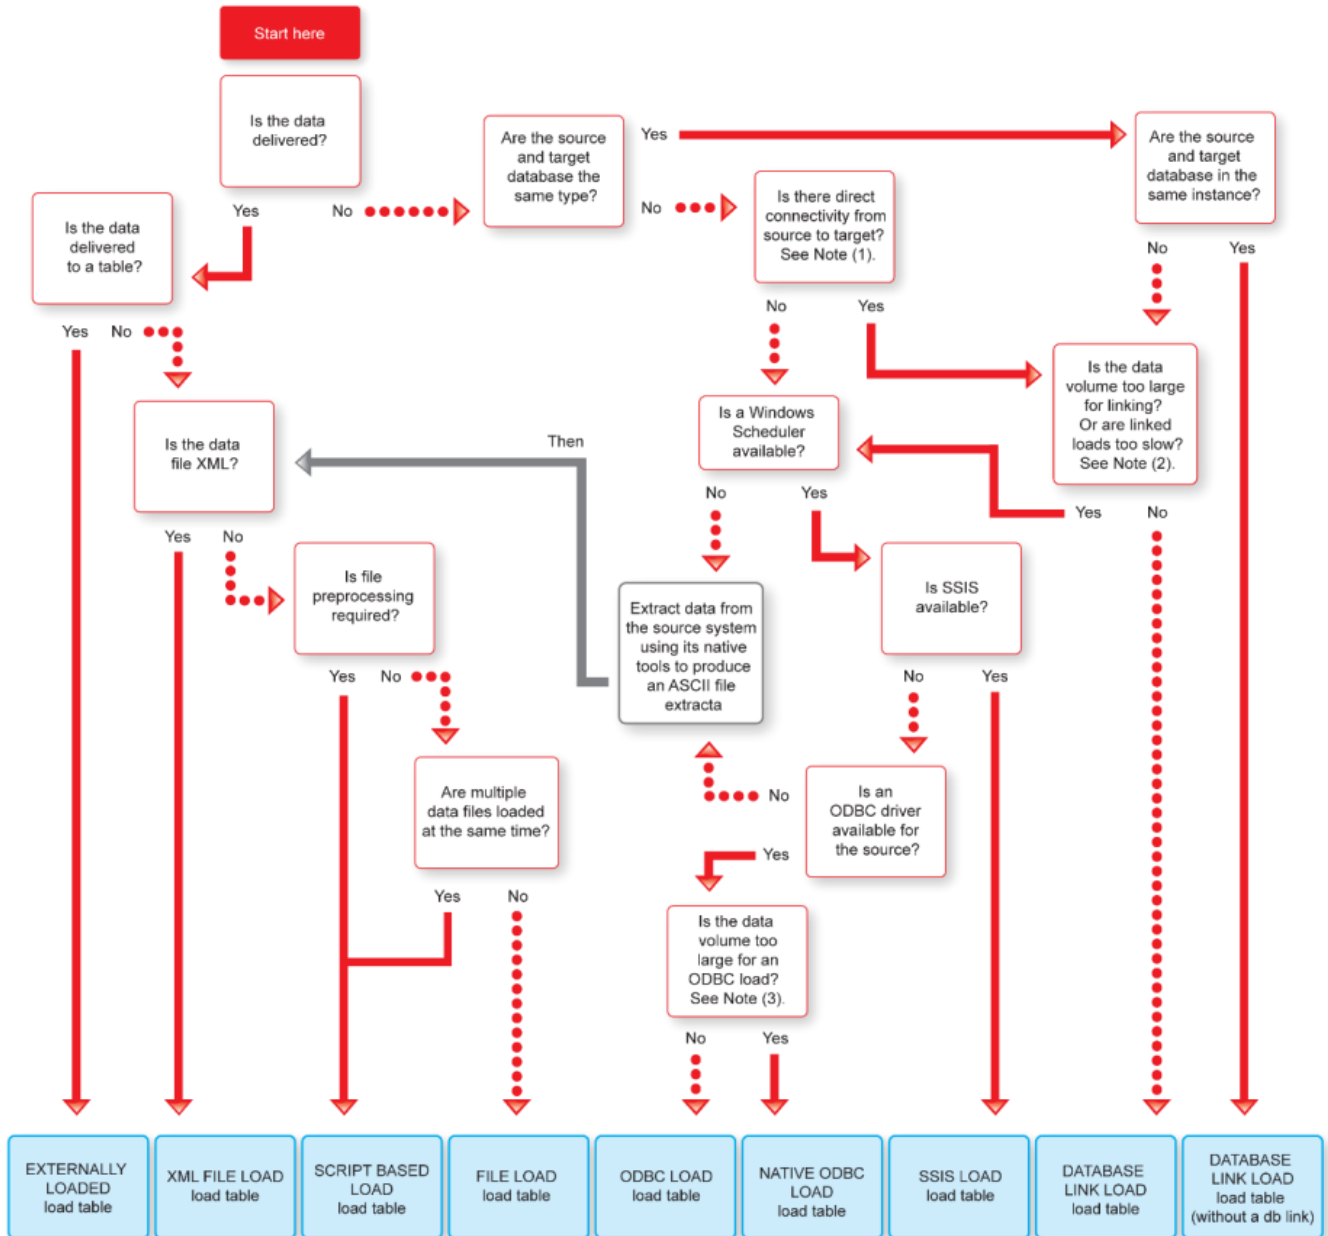 Start here
Is the data
delivered?
Yes
No
Are the source
and target
database the
same type?
Yes
No
Are the source
and target
database in the
same instance?
No
Yes
Is the data
delivered
to a table?
Yes
No
Is there direct
connectivity from
source to target?
See Note (1).
No
Yes
Is the data
volume too large
for linking?
Or are linked
loads too slow?
See Note (2).
Yes
No
Is the data
file XML?
Yes
No
Then
Is a Windows
Scheduler
available?
No
Yes
Is file
preprocessing
required?
Yes
No
Extract data from
the source system
using its native
tools to produce
an ASCII file
extracta
Is SSIS
available?
No
Yes
Are multiple
data files loaded
at the same time?
Yes
No
Is an
ODBC driver
available for
the source?
No
Yes
Is the data
volume too
large for an
ODBC load?
See Note (3).
No
Yes
EXTERNALLY
LOADED
load table
XML FILE LOAD
load table
SCRIPT BASED
LOAD
load table
FILE LOAD
load table
ODBC LOAD
load table
NATIVE ODBC
LOAD
load table
SSIS LOAD
load table
DATABASE
LINK LOAD
load table
DATABASE
LINK LOAD
load table
(without a db link)